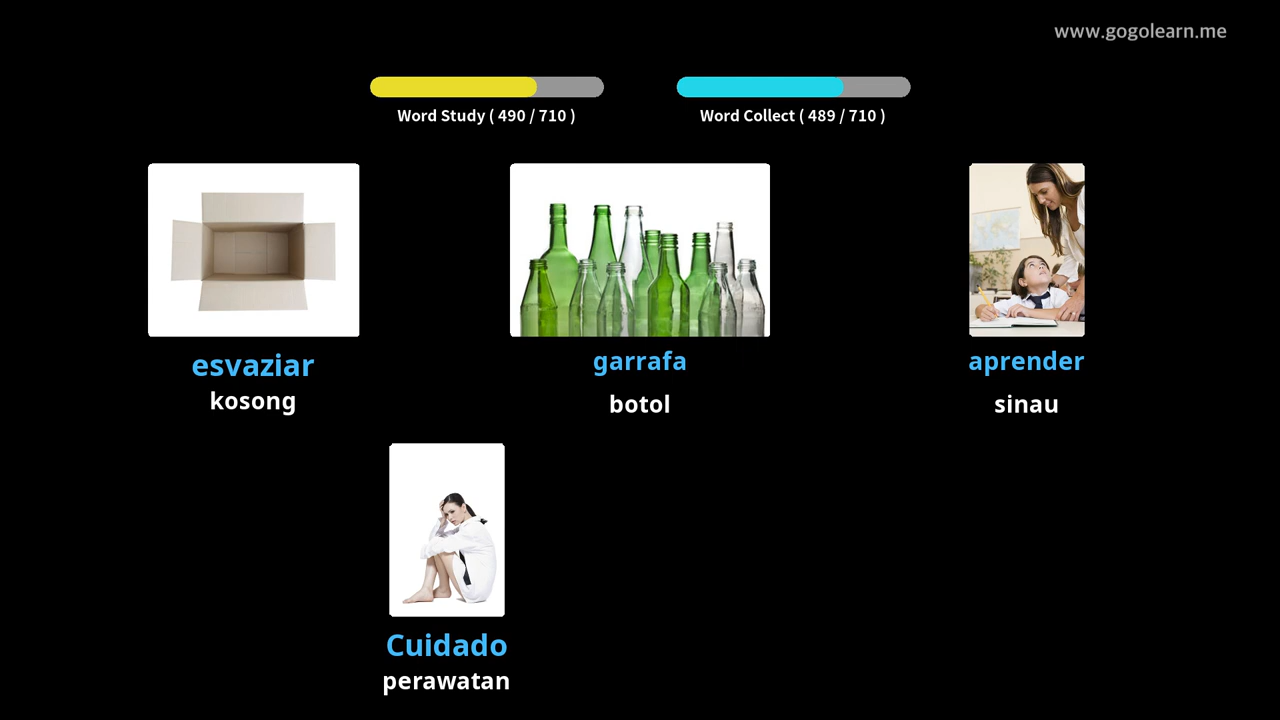 www.gogolearn.me
Word Study ( 490 / 710 )
Word Collect ( 489 / 710 )
esvaziar
kosong
garrafa
botol
aprender
sinau
Cuidado
perawatan